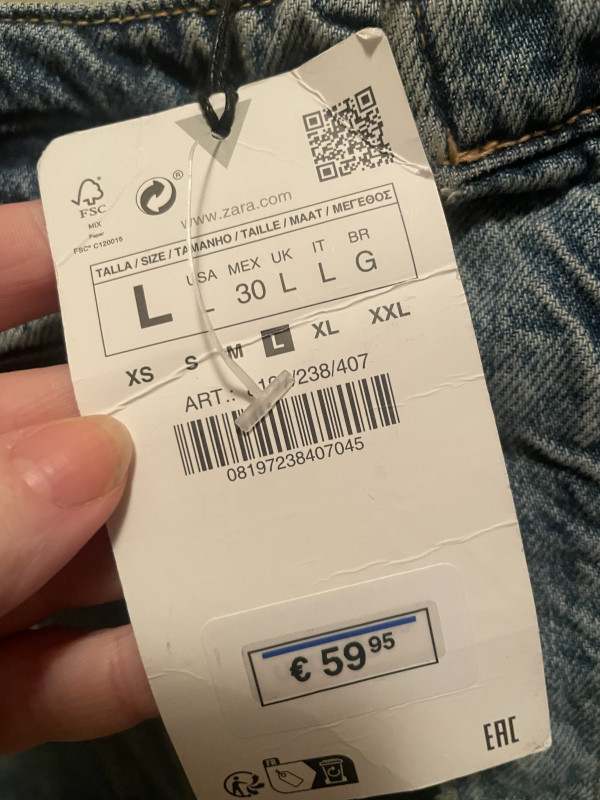 FSC
MIX
Paper
FSC® C120015
®
www.zara.com
TALLA / SIZE / TAMANHO / TAILLE / MAAT / ΜΕΓΕΘΟΣ
L USA MEX UK IT BR
30 L L G
XS S M L XL XXL
ART.: /238/407
08197238407045
€ 59 95
FR
EAC